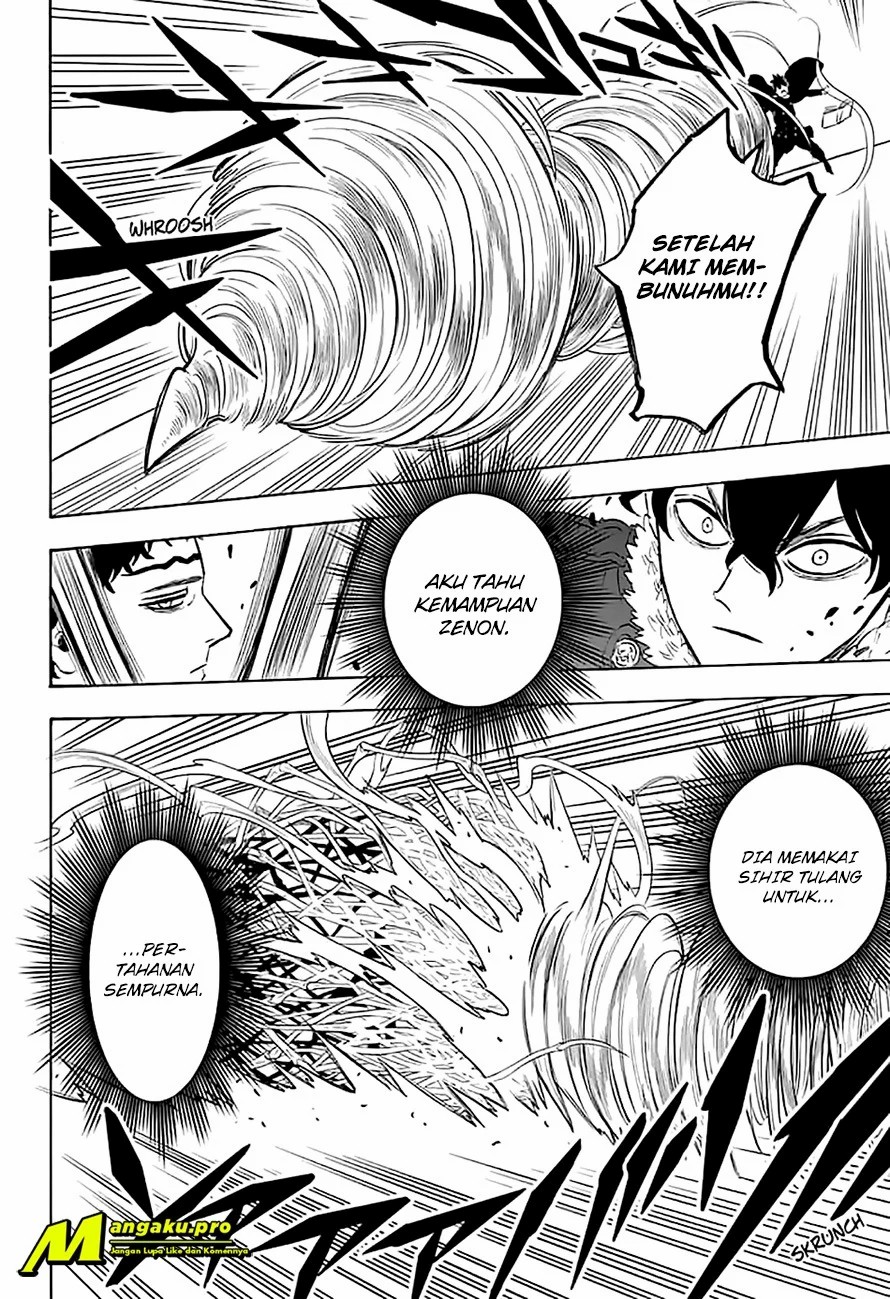 WHROOSH
SETELAH
KAMI MEM-
BUNUHMU!!
AKU TAHU
KEMAMPUAN
ZENON.
DIA MEMAKAI
SIHIR TULANG
UNTUK...
...PER-
TAHANAN
SEMPURNA.
SKRUNCH
Mangaku.pro
Jangan Lupa Like dan Komennya